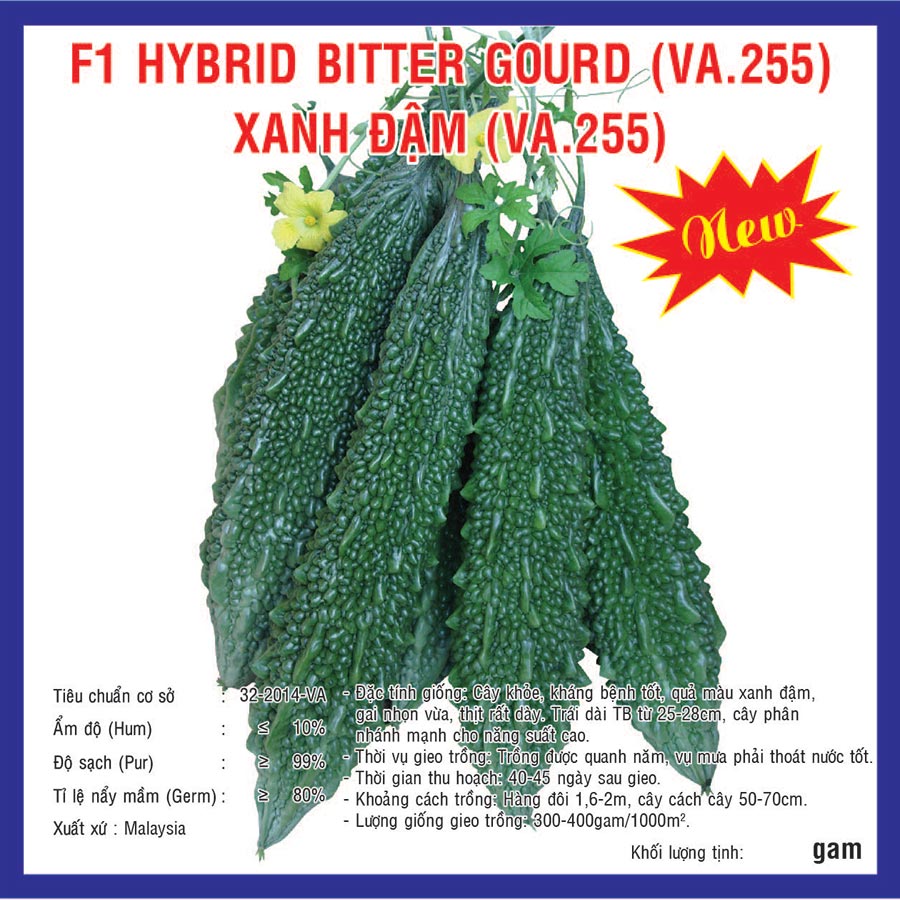 F1 HYBRID BITTER GOURD (VA.255)
XANH ĐẬM (VA.255)
New
Tiêu chuẩn cơ sở : 32-2014-VA
Ẩm độ (Hum) : ≤ 10%
Độ sạch (Pur) : ≥ 99%
Tỉ lệ nẩy mầm (Germ) : ≥ 80%
Xuất xứ : Malaysia
- Đặc tính giống: Cây khỏe, kháng bệnh tốt, quả màu xanh đậm,
gai nhọn vừa, thịt rất dày. Trái dài TB từ 25-28cm, cây phân
nhánh mạnh cho năng suất cao.
- Thời vụ gieo trồng: Trồng được quanh năm, vụ mưa phải thoát nước tốt.
- Thời gian thu hoạch: 40-45 ngày sau gieo.
- Khoảng cách trồng: Hàng đôi 1,6-2m, cây cách cây 50-70cm.
- Lượng giống gieo trồng: 300-400gam/1000m².
Khối lượng tịnh: gam